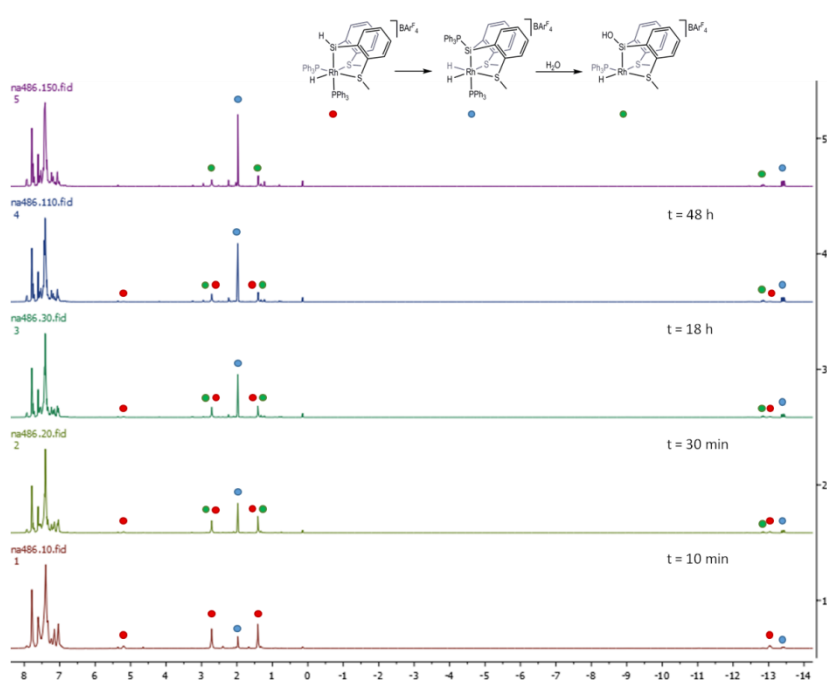 H
Si
]BArF4
Ph3P
Rh
S
H
S
PPh3
Ph3P
Si
]BArF4
H
Rh
S
H
S
PPh3
H2O
HO
Si
]BArF4
Ph3P
Rh
S
H
S
na486.150.fid
5
5
na486.110.fid
4
t = 48 h
4
na486.30.fid
3
t = 18 h
3
na486.20.fid
2
t = 30 min
2
na486.10.fid
1
t = 10 min
1
8 7 6 5 4 3 2 1 0 -1 -2 -3 -4 -5 -6 -7 -8 -9 -10 -11 -12 -13 -14